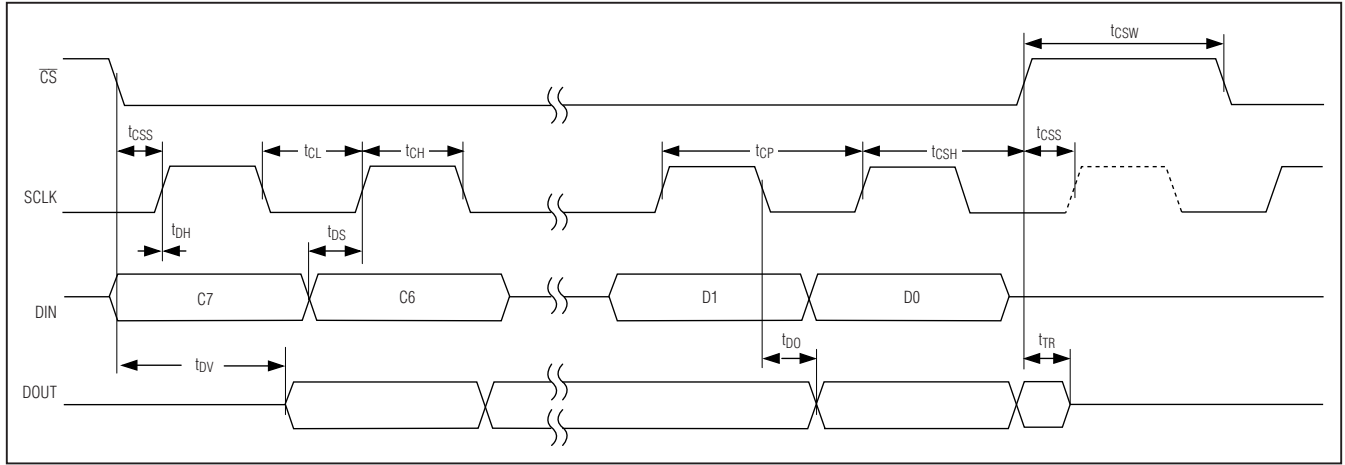 tCSW
CS
tCSS
tCL
tCH
tCP
tCSH
tCSS
SCLK
tDH
tDS
C7
C6
D1
D0
DIN
tDV
tDO
tTR
DOUT